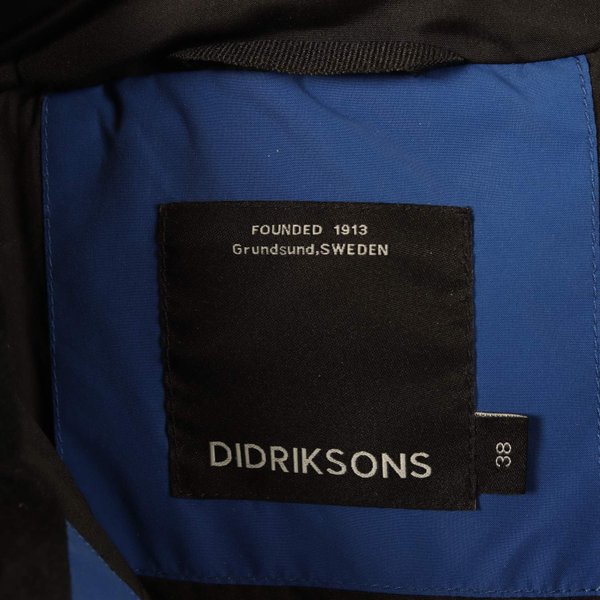 FOUNDED 1913
Grundsund,SWEDEN
DIDRIKSONS
38